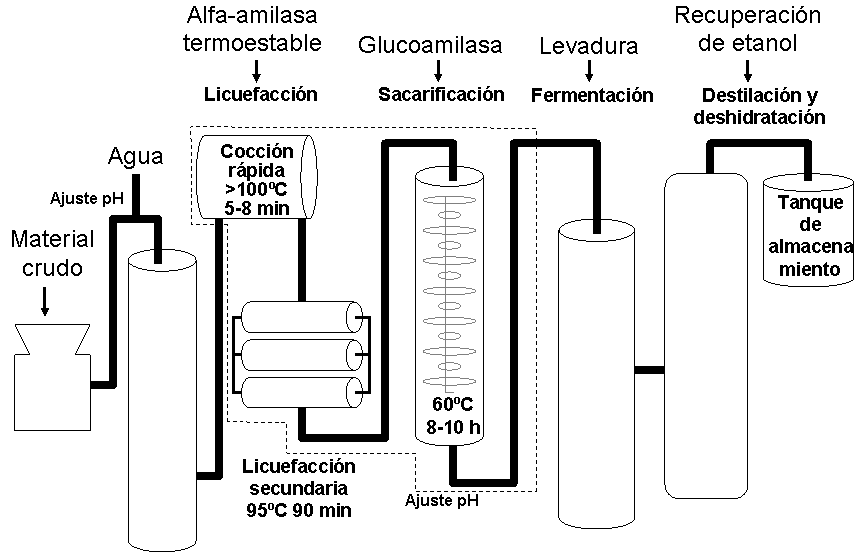 Alfa-amilasa
termoestable
Glucoamilasa
Levadura
Recuperación
de etanol
Licuefacción
Sacarificación
Fermentación
Destilación y
deshidratación
Agua
Ajuste pH
Material
crudo
Cocción
rápida
>100ºC
5-8 min
60ºC
8-10 h
Tanque
de
almacena
miento
Licuefacción
secundaria
95ºC 90 min
Ajuste pH